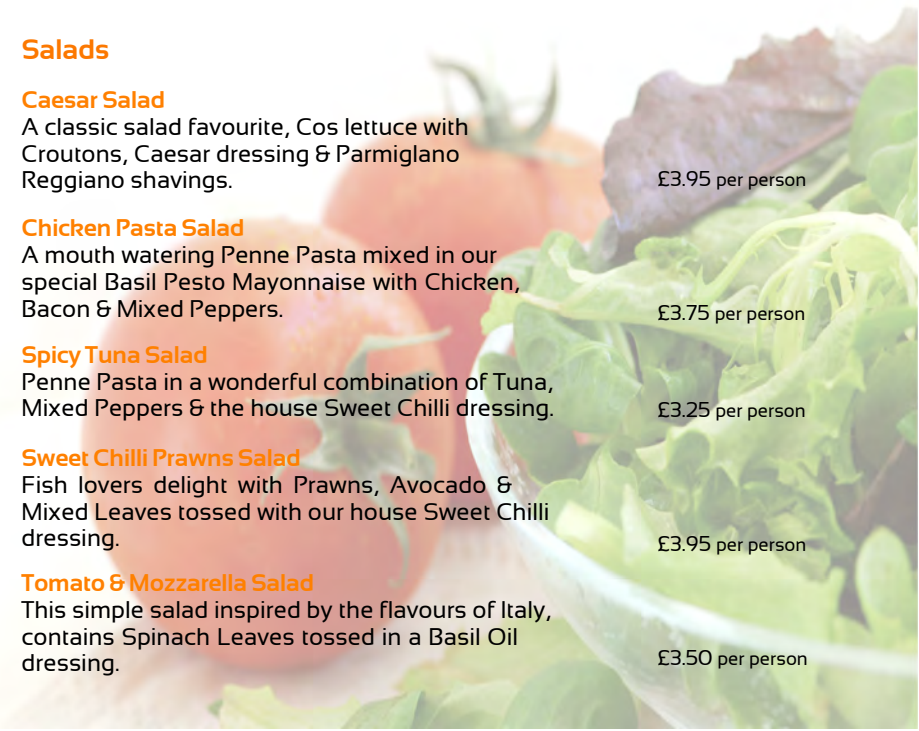 Salads
Caesar Salad
A classic salad favourite, Cos lettuce with
Croutons, Caesar dressing & Parmiglano
Reggiano shavings.
£3.95 per person
Chicken Pasta Salad
A mouth watering Penne Pasta mixed in our
special Basil Pesto Mayonnaise with Chicken,
Bacon & Mixed Peppers.
£3.75 per person
Spicy Tuna Salad
Penne Pasta in a wonderful combination of Tuna,
Mixed Peppers & the house Sweet Chilli dressing.
£3.25 per person
Sweet Chilli Prawns Salad
Fish lovers delight with Prawns, Avocado &
Mixed Leaves tossed with our house Sweet Chilli
dressing.
£3.95 per person
Tomato & Mozzarella Salad
This simple salad inspired by the flavours of Italy,
contains Spinach Leaves tossed in a Basil Oil
dressing.
£3.50 per person